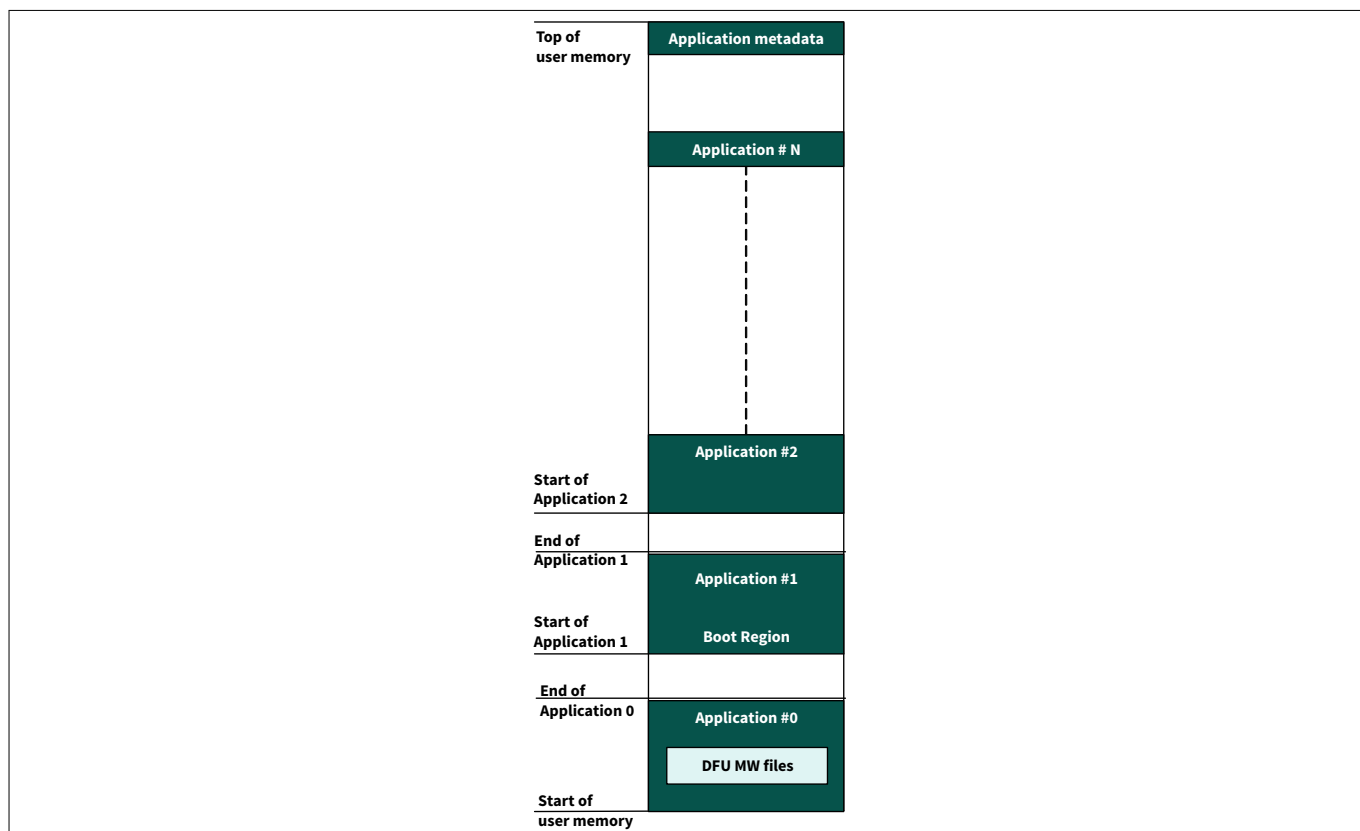 Top of
user memory
Application metadata
Application # N
Application #2
Start of
Application 2
End of
Application 1
Application #1
Start of
Application 1
Boot Region
End of
Application 0
Application #0
DFU MW files
Start of
user memory